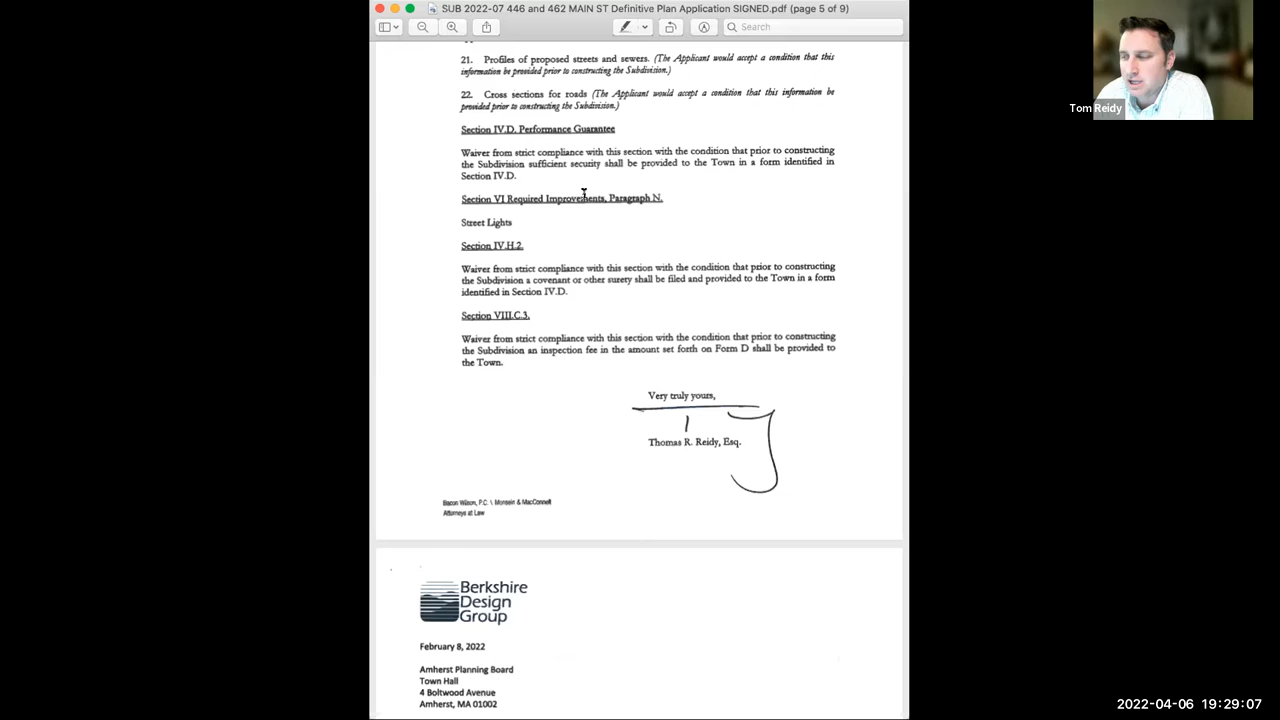 SUB 2022-07 446 and 462 MAIN ST Definitive Plan Application SIGNED.pdf (page 5 of 9)
Search
21. Profiles of proposed streets and sewers. (The Applicant would accept a condition that this
information be provided prior to constructing the Subdivision.)
22. Cross sections for roads (The Applicant would accept a condition that this information be
provided prior to constructing the Subdivision.)
Section IV.D. Performance Guarantee
Waiver from strict compliance with this section with the condition that prior to constructing
the Subdivision sufficient security shall be provided to the Town in a form identified in
Section IV.D.
Section VI Required Improvements, Paragraph N.
Street Lights
Section IV.H.2.
Waiver from strict compliance with this section with the condition that prior to constructing
the Subdivision a covenant or other surety shall be filed and provided to the Town in a form
identified in Section IV.D.
Section VIII.C.3.
Waiver from strict compliance with this section with the condition that prior to constructing
the Subdivision an inspection fee in the amount set forth on Form D shall be provided to
the Town.
Very truly yours,
Thomas R. Reidy, Esq.
Bacon Wilson, P.C. \ Monsein & MacConnell
Attorneys at Law
Berkshire
Design
Group
February 8, 2022
Amherst Planning Board
Town Hall
4 Boltwood Avenue
Amherst, MA 01002
Tom Reidy
2022-04-06 19:29:07